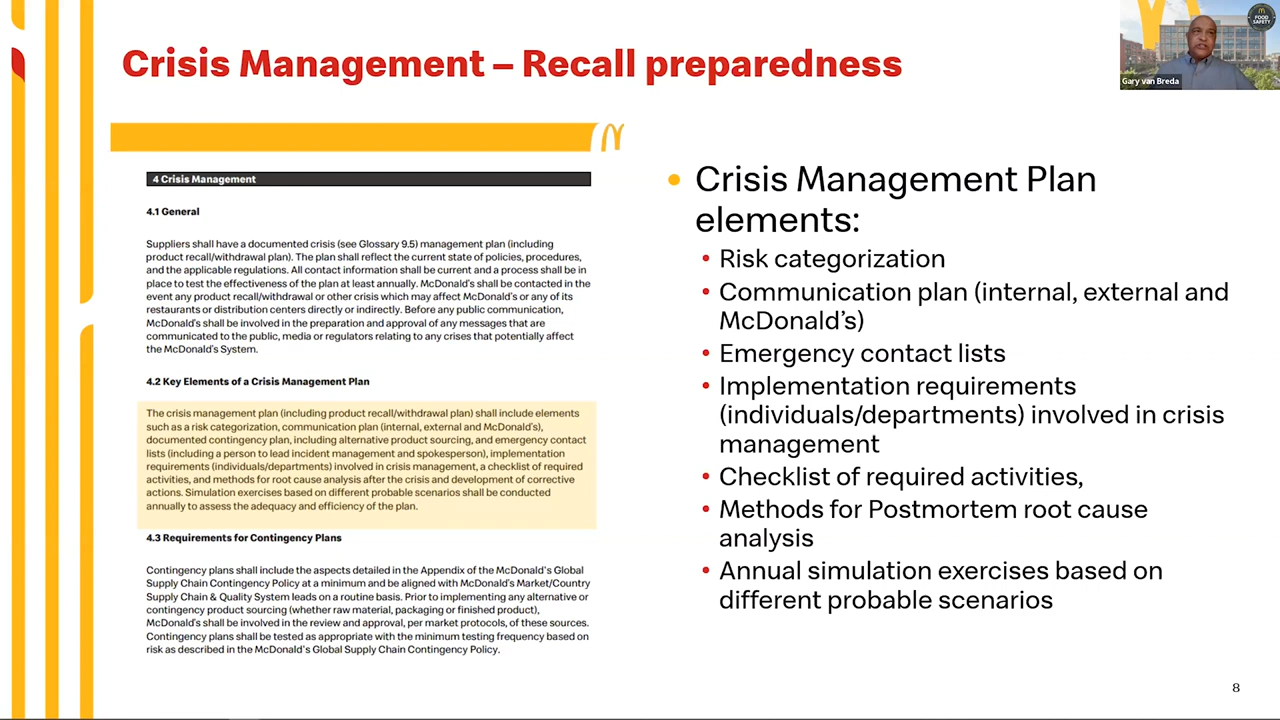 Crisis Management – Recall preparedness
FOOD
SAFETY
Gary van Breda
4 Crisis Management
4.1 General
Suppliers shall have a documented crisis (see Glossary 9.5) management plan (including
product recall/withdrawal plan). The plan shall reflect the current state of policies, procedures,
and the applicable regulations. All contact information shall be current and a process shall be in
place to test the effectiveness of the plan at least annually. McDonald's shall be contacted in the
event any product recall/withdrawal or other crisis which may affect McDonald's or any of its
restaurants or distribution centers directly or indirectly. Before any public communication,
McDonald's shall be involved in the preparation and approval of any messages that are
communicated to the public, media or regulators relating to any crises that potentially affect
the McDonald's System.
4.2 Key Elements of a Crisis Management Plan
The crisis management plan (including product recall/withdrawal plan) shall include elements
such as a risk categorization, communication plan (internal, external and McDonald's),
documented contingency plan, including alternative product sourcing, and emergency contact
lists (including a person to lead incident management and spokesperson), implementation
requirements (individuals/departments) involved in crisis management, a checklist of required
activities, and methods for root cause analysis after the crisis and development of corrective
actions. Simulation exercises based on different probable scenarios shall be conducted
annually to assess the adequacy and efficiency of the plan.
4.3 Requirements for Contingency Plans
Contingency plans shall include the aspects detailed in the Appendix of the McDonald's Global
Supply Chain Contingency Policy at a minimum and be aligned with McDonald's Market/Country
Supply Chain & Quality System leads on a routine basis. Prior to implementing any alternative or
contingency product sourcing (whether raw material, packaging or finished product),
McDonald's shall be involved in the review and approval, per market protocols, of these sources.
Contingency plans shall be tested as appropriate with the minimum testing frequency based on
risk as described in the McDonald's Global Supply Chain Contingency Policy.
• Crisis Management Plan
elements:
• Risk categorization
• Communication plan (internal, external and
McDonald's)
• Emergency contact lists
• Implementation requirements
(individuals/departments) involved in crisis
management
• Checklist of required activities,
• Methods for Postmortem root cause
analysis
• Annual simulation exercises based on
different probable scenarios
8